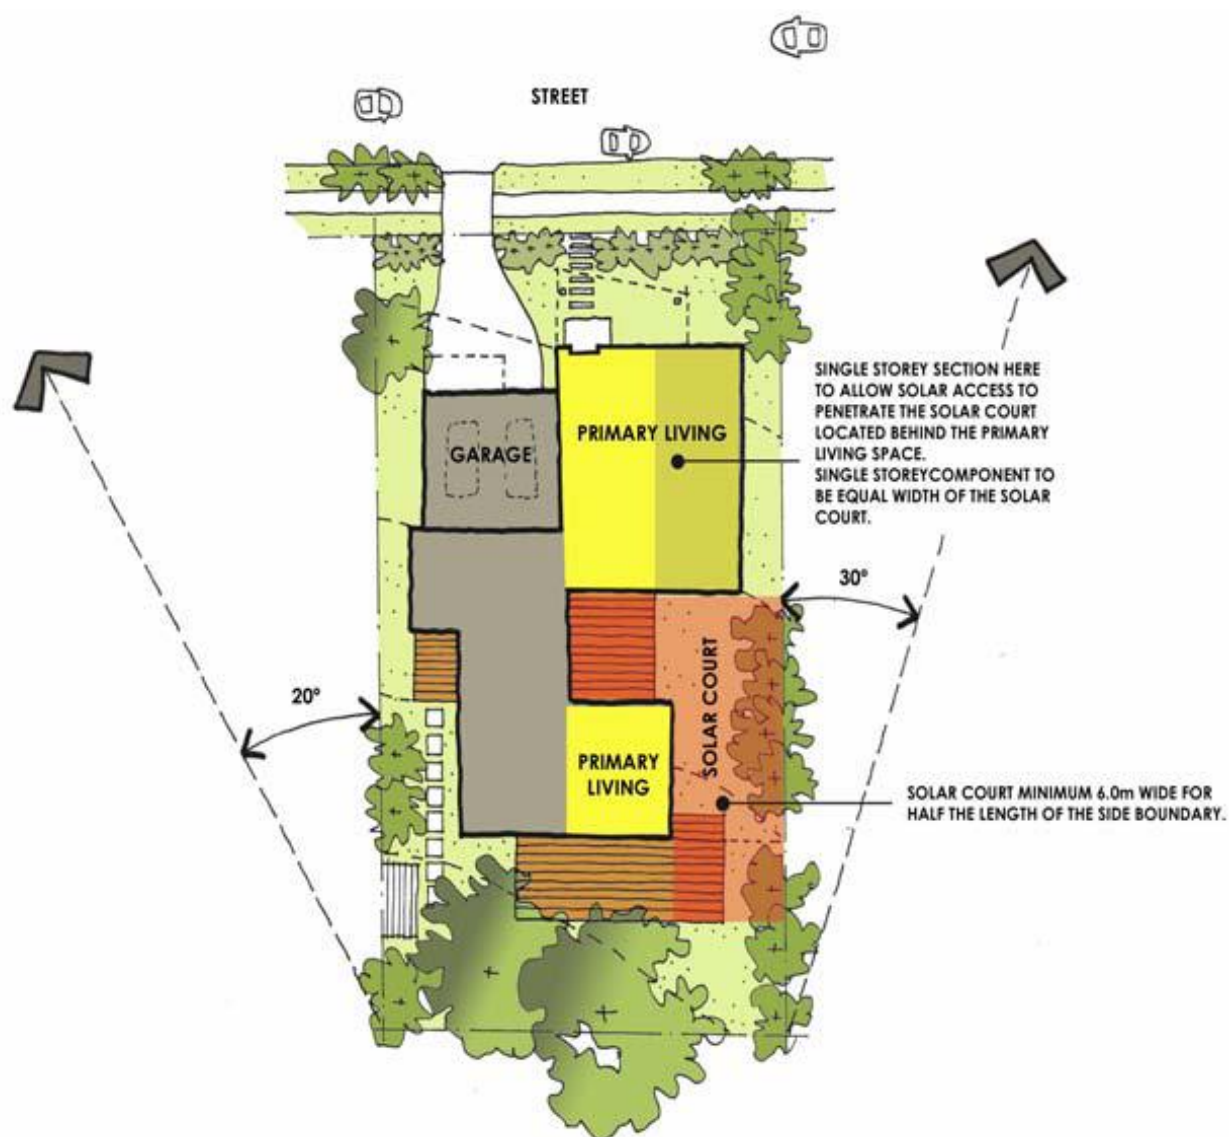 STREET
SINGLE STOREY SECTION HERE
TO ALLOW SOLAR ACCESS TO
PENETRATE THE SOLAR COURT
LOCATED BEHIND THE PRIMARY
LIVING SPACE.
SINGLE STOREYCOMPONENT TO
BE EQUAL WIDTH OF THE SOLAR
COURT.
PRIMARY LIVING
GARAGE
30°
20°
SOLAR COURT
PRIMARY
LIVING
SOLAR COURT MINIMUM 6.0m WIDE FOR
HALF THE LENGTH OF THE SIDE BOUNDARY.